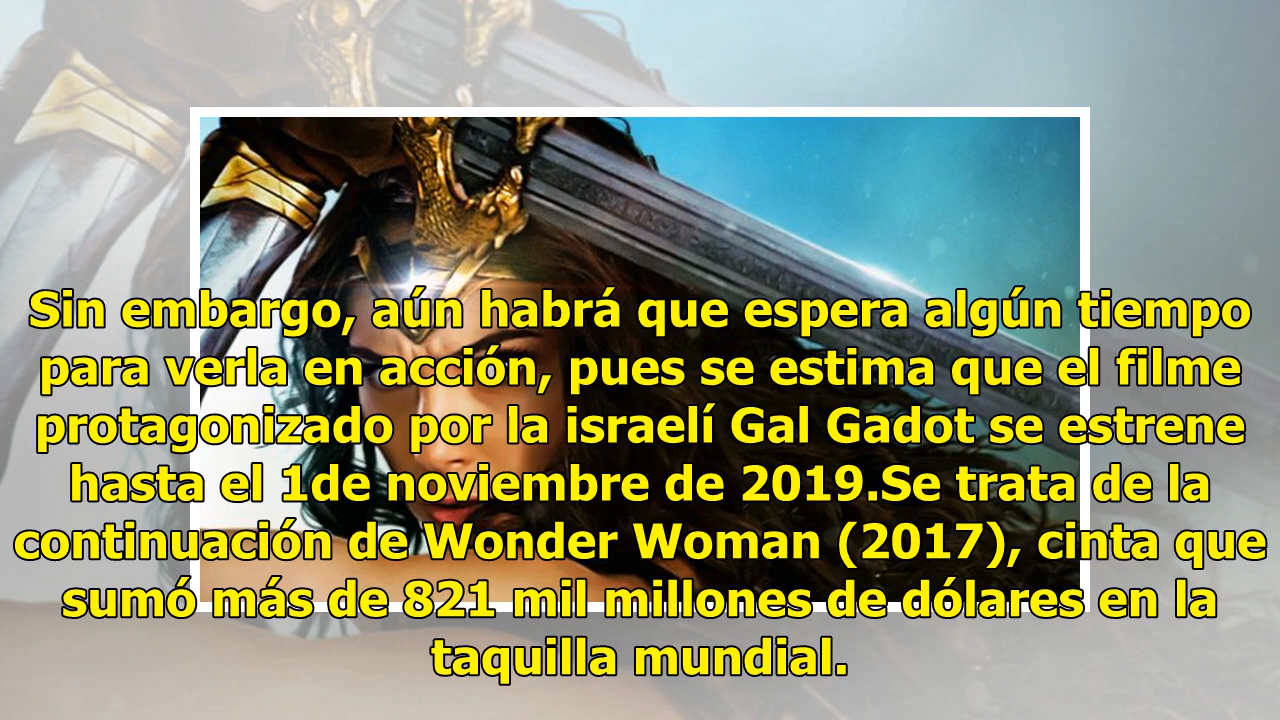 Sin embargo, aún habrá que espera algún tiempo
para verla en acción, pues se estima que el filme
protagonizado por la israelí Gal Gadot se estrene
hasta el 1de noviembre de 2019.Se trata de la
continuación de Wonder Woman (2017), cinta que
sumó más de 821 mil millones de dólares en la
taquilla mundial.